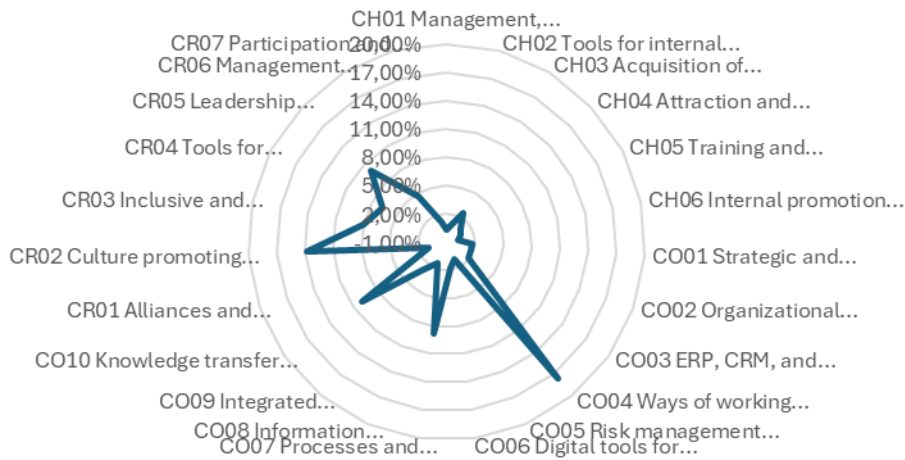 CH01 Management,...
CH02 Tools for internal...
CH03 Acquisition of...
CH04 Attraction and...
CH05 Training and...
CH06 Internal promotion...
CO01 Strategic and...
CO02 Organizational...
CO03 ERP, CRM, and...
CO04 Ways of working...
CO05 Risk management...
CO06 Digital tools for...
CO07 Processes and...
CO08 Information...
CO09 Integrated...
CO10 Knowledge transfer...
CR01 Alliances and...
CR02 Culture promoting...
CR03 Inclusive and...
CR04 Tools for...
CR05 Leadership...
CR06 Management...
CR07 Participation and...
20,00%
17,00%
14,00%
11,00%
8,00%
5,00%
2,00%
-1,00%